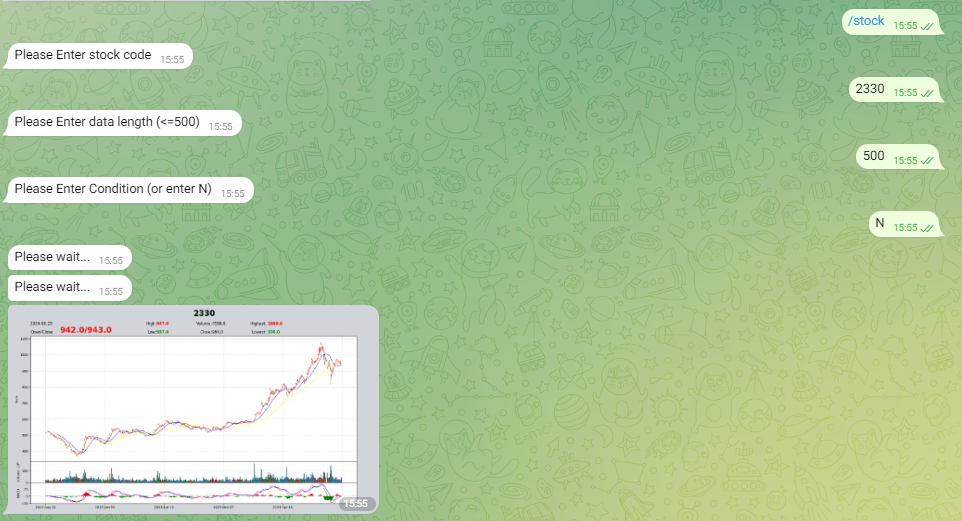 /stock 15:55
Please Enter stock code 15:55
2330 15:55
Please Enter data length (<=500) 15:55
500 15:55
Please Enter Condition (or enter N) 15:55
N 15:55
Please wait... 15:55
Please wait... 15:55
2330
Open/Close: 942.0/943.0
15:55